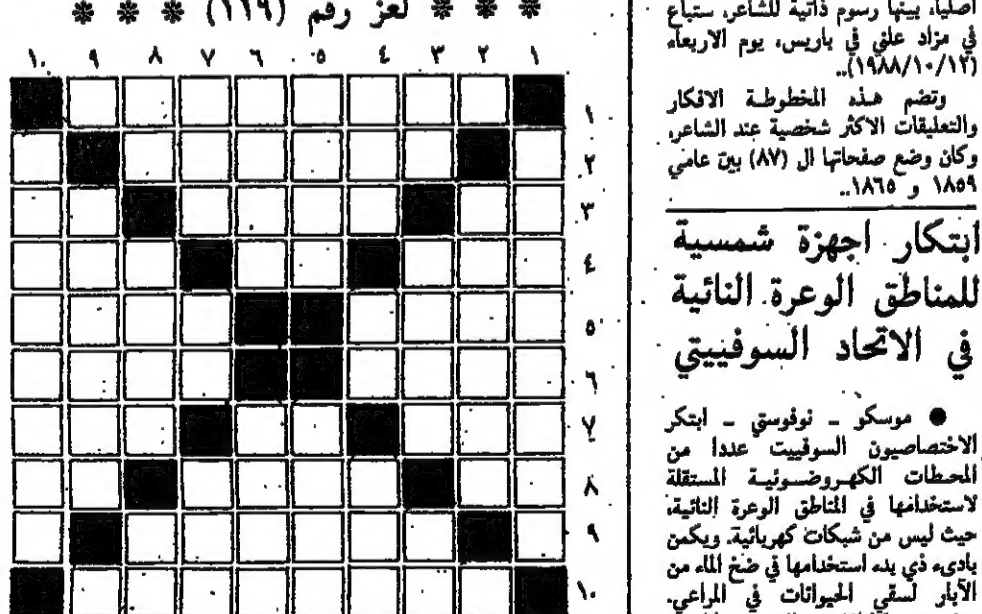 ❋ ❋ ❋ لغز رقم (١١٩) ❋ ❋ ❋
١ ٢ ٣ ٤ ٥ ٦ ٧ ٨ ٩ ١٠
١
٢
٣
٤
٥
٦
٧
٨
٩
١٠
اصليا، بينها رسوم ذاتية للشاعر، ستباع
في مزاد علني في باريس، يوم الاربعاء
(١٩٨٨/١٠/١٢)..
وتضم هذه المخطوطة الافكار
والتعليقات الاكثر شخصية عند الشاعر،
وكان وضع صفحاتها ال (٨٧) بين عامي
١٨٥٩ و ١٨٦٥..
ابتكار اجهزة شمسية
للمناطق الوعرة النائية
في الاتحاد السوفييتي
● موسكو - نوفوستي - ابتكر
الاختصاصيون السوفييت عددا من
المحطات الكهروضوئية المستقلة
لاستخدامها في المناطق الوعرة النائية،
حيث ليس من شبكات كهربائية. ويمكن
بادىء ذي بدء استخدامها في ضخ الماء من
الآبار لسقي الحيوانات في المراعي.